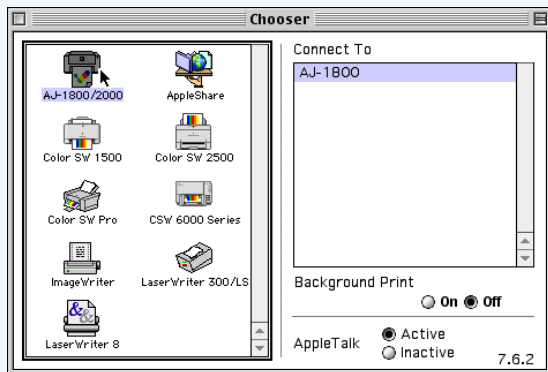 Chooser
AJ-1800/2000
AppleShare
Color SW 1500
Color SW 2500
Color SW Pro
CSW 6000 Series
ImageWriter
LaserWriter 300/LS
LaserWriter 8
Connect To
AJ-1800
Background Print
On Off
AppleTalk
Active
Inactive
7.6.2